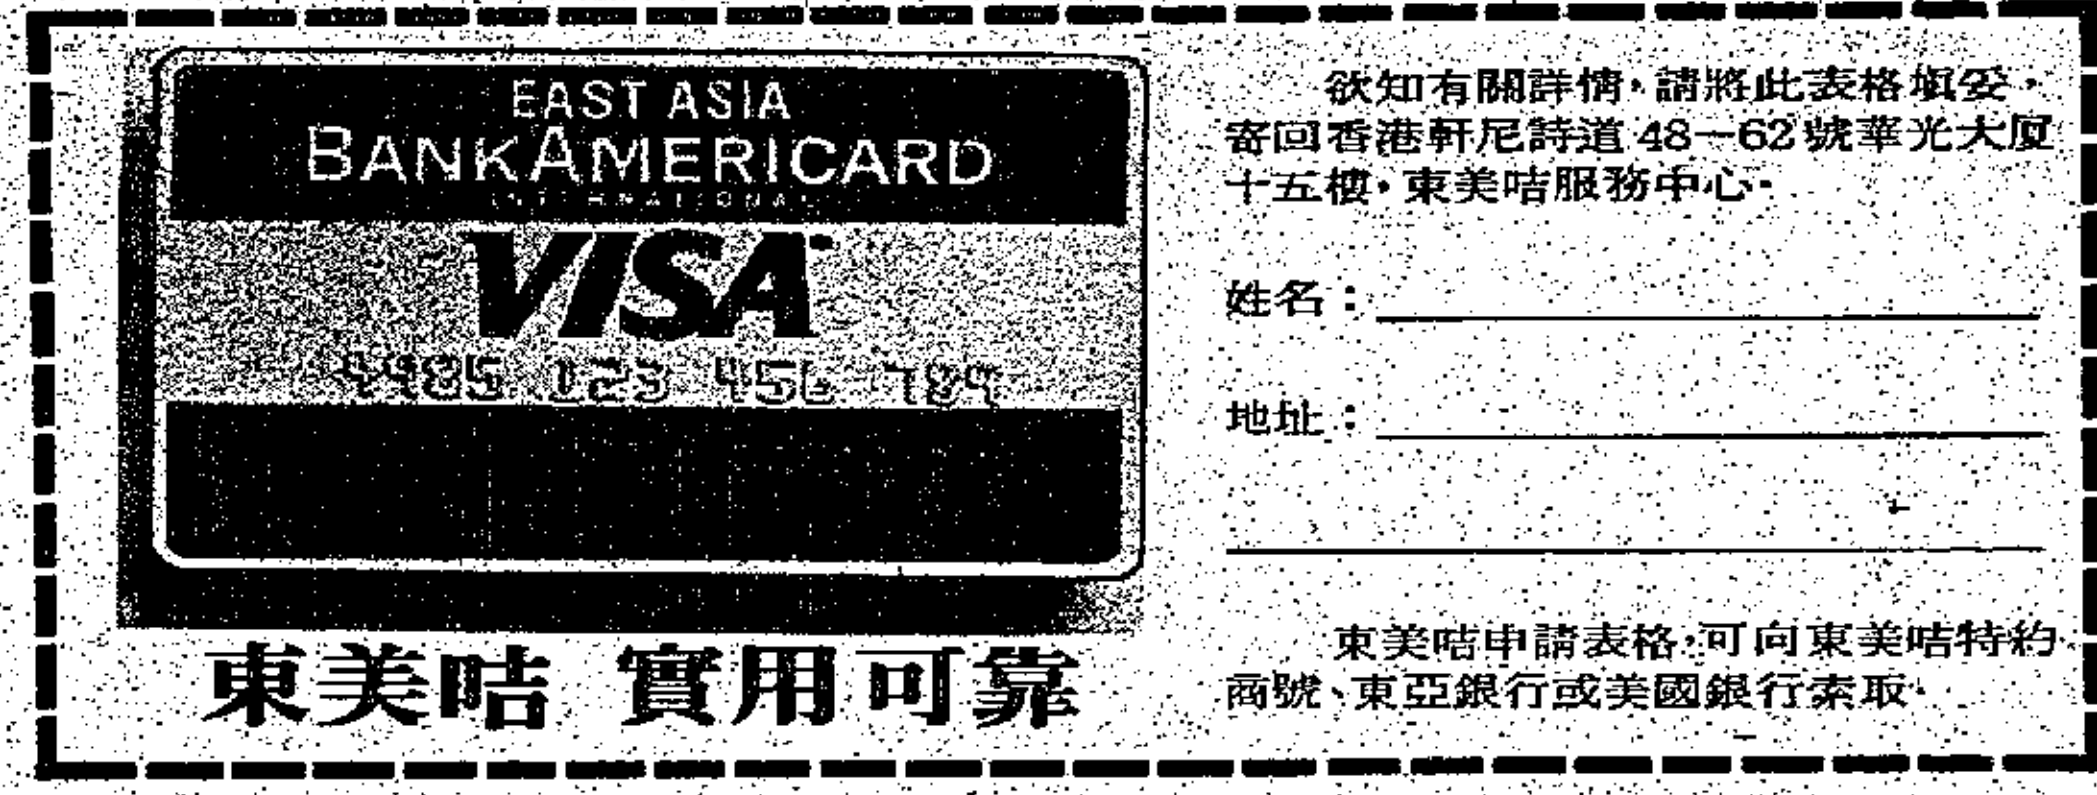 EAST ASIA
BANKAMERICARD
INTERNATIONAL
VISA
4485 123 456 789
東美咭 實用可靠
欲知有關詳情,請將此表格塡妥,
寄回香港軒尼詩道48—62號華光大厦
十五樓,東美咭服務中心。
姓名:
地址:
東美咭申請表格,可向東美咭特約
商號、東亞銀行或美國銀行索取。